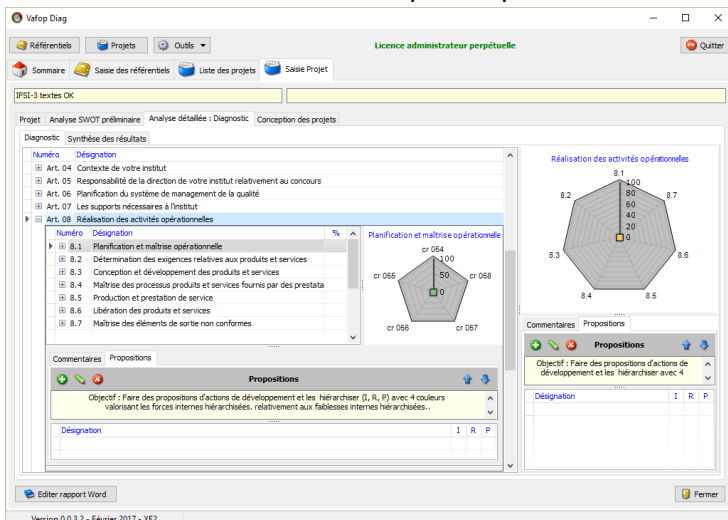 Vafop Diag
Référentiels Projets Outils Licence administrateur perpétuelle Quitter
Sommaire Saisie des référentiels Liste des projets Saisie Projet
IFSI-3 textes OK
Projet Analyse SWOT préliminaire Analyse détaillée : Diagnostic Conception des projets
Diagnostic Synthèse des résultats
Numéro Désignation
Art. 04 Contexte de votre institut
Art. 05 Responsabilité de la direction de votre institut relativement au concours
Art. 06 Planification du système de management de la qualité
Art. 07 Les supports nécessaires à l'institut
Art. 08 Réalisation des activités opérationnelles
Numéro Désignation %
8.1 Planification et maîtrise opérationnelle
8.2 Détermination des exigences relatives aux produits et services
8.3 Conception et développement des produits et services
8.4 Maîtrise des processus produits et services fournis par des prestata
8.5 Production et prestation de service
8.6 Libération des produits et services
8.7 Maîtrise des éléments de sortie non conformes
Planification et maîtrise opérationnelle
cr 054
100
cr 055 50 cr 058
0
cr 056 cr 057
Commentaires Propositions
Propositions
Objectif : Faire des propositions d'actions de développement et les hiérarchiser (I, R, P) avec 4 couleurs
valorisant les forces internes hiérarchisées. relativement aux faiblesses internes hiérarchisées..
Désignation I R P
Réalisation des activités opérationnelles
8.1
100
8.2 80 8.7
60
40
20
0
8.3 8.6
8.4 8.5
Commentaires Propositions
Propositions
Objectif : Faire des propositions d'actions de
développement et les hiérarchiser avec 4
Désignation I R P
Editer rapport Word Fermer
Version 0.0.3.2 - Février 2017 - XE2